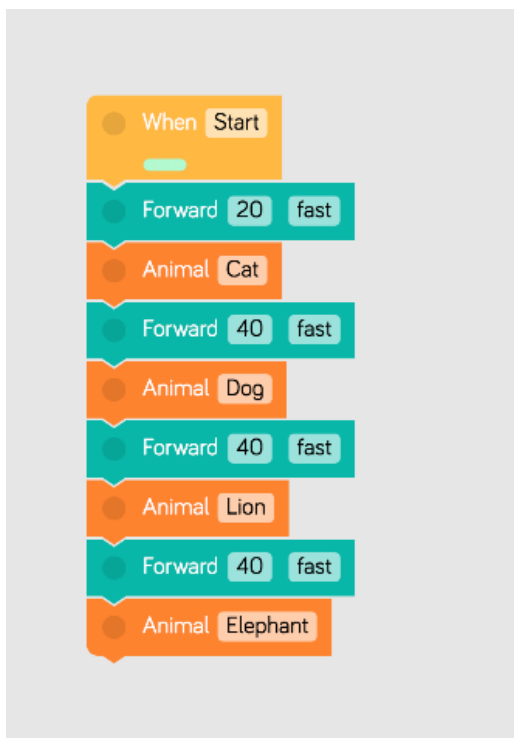 When Start
Forward 20 fast
Animal Cat
Forward 40 fast
Animal Dog
Forward 40 fast
Animal Lion
Forward 40 fast
Animal Elephant